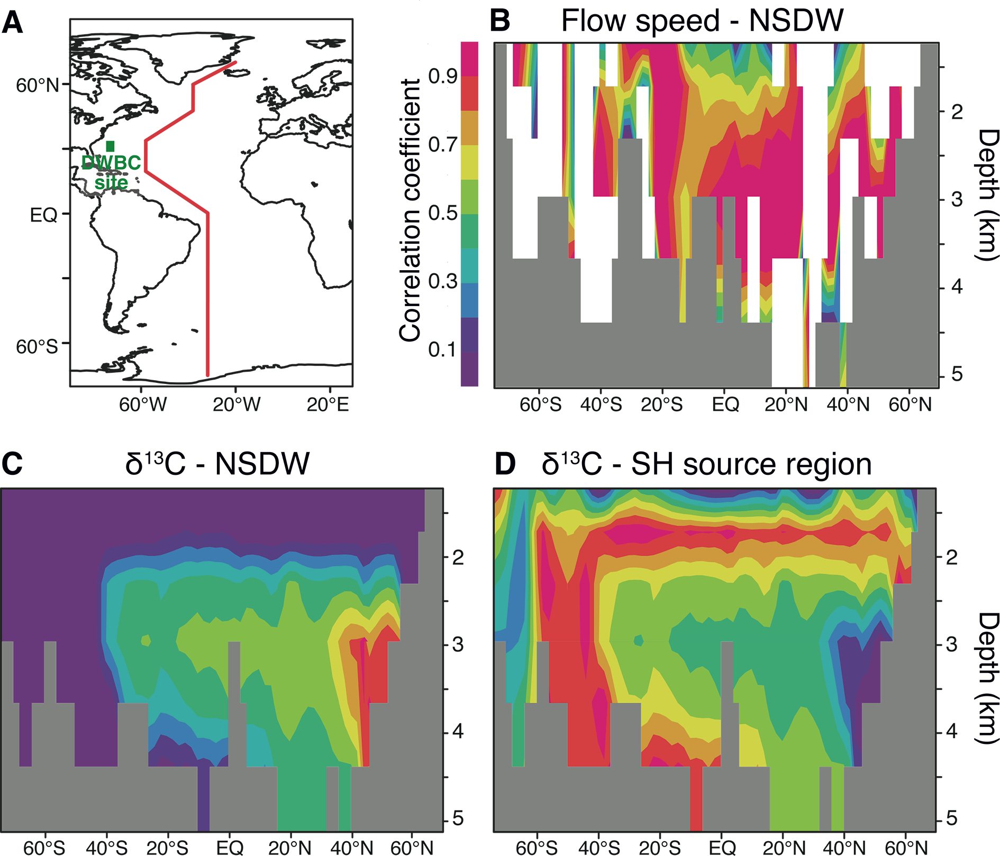 A
60°N
EQ
60°S
60°W
20°W
20°E
DWBC
site
B
Flow speed - NSDW
Correlation coefficient
0.9
0.7
0.5
0.3
0.1
2
3
4
5
Depth (km)
60°S
40°S
20°S
EQ
20°N
40°N
60°N
C
δ¹³C - NSDW
2
3
4
5
60°S
40°S
20°S
EQ
20°N
40°N
60°N
D
δ¹³C - SH source region
2
3
4
5
Depth (km)
60°S
40°S
20°S
EQ
20°N
40°N
60°N